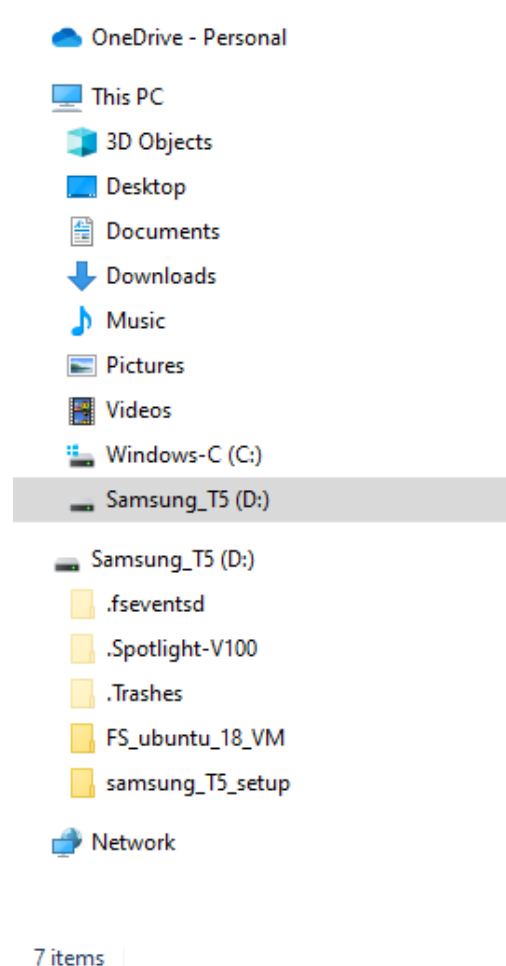 OneDrive - Personal
This PC
3D Objects
Desktop
Documents
Downloads
Music
Pictures
Videos
Windows-C (C:)
Samsung_T5 (D:)
Samsung_T5 (D:)
.fseventsd
.Spotlight-V100
.Trashes
FS_ubuntu_18_VM
samsung_T5_setup
Network
7 items